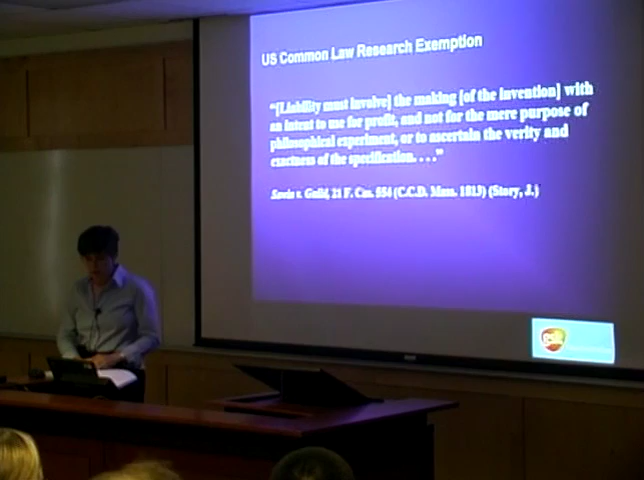 US Common Law Research Exemption
“[Liability must involve] the making [of the invention] with
an intent to use for profit, and not for the mere purpose of
philosophical experiment, or to ascertain the verity and
exactness of the specification. . . .”
Sawin v. Guild, 21 F. Cas. 554 (C.C.D. Mass. 1813) (Story, J.)
gsk